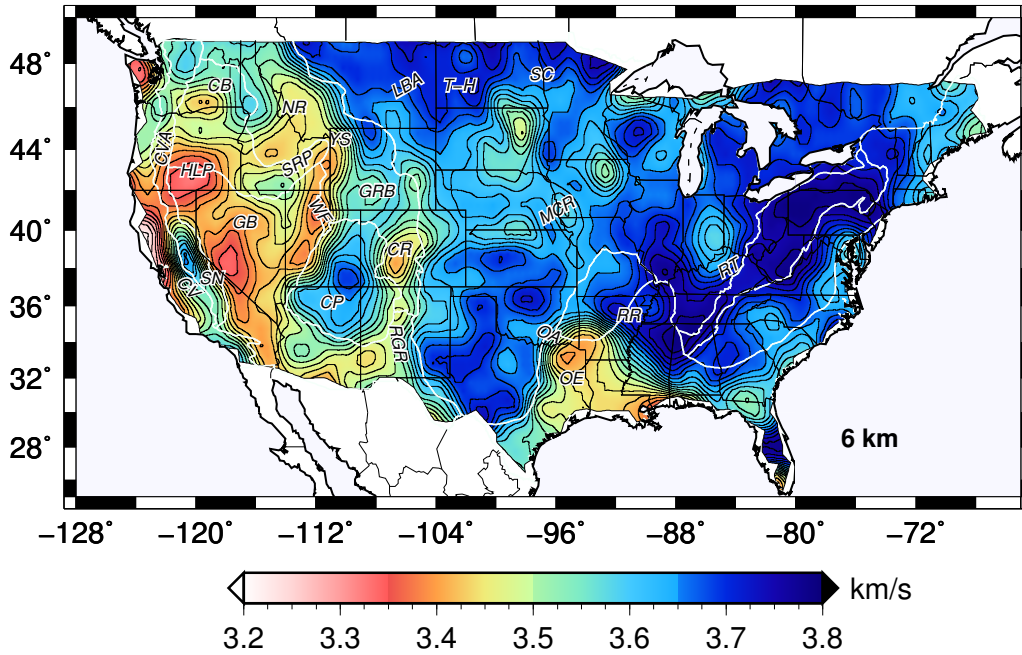 48°
44°
40°
36°
32°
28°
CB
NR
LBA
T–H
SC
CVA
SRP
YS
HLP
GRB
WF
GB
MCR
CR
SN
CV
CP
RT
RGR
OA
RR
OE
6 km
−128° −120° −112° −104° −96° −88° −80° −72°
km/s
3.2 3.3 3.4 3.5 3.6 3.7 3.8